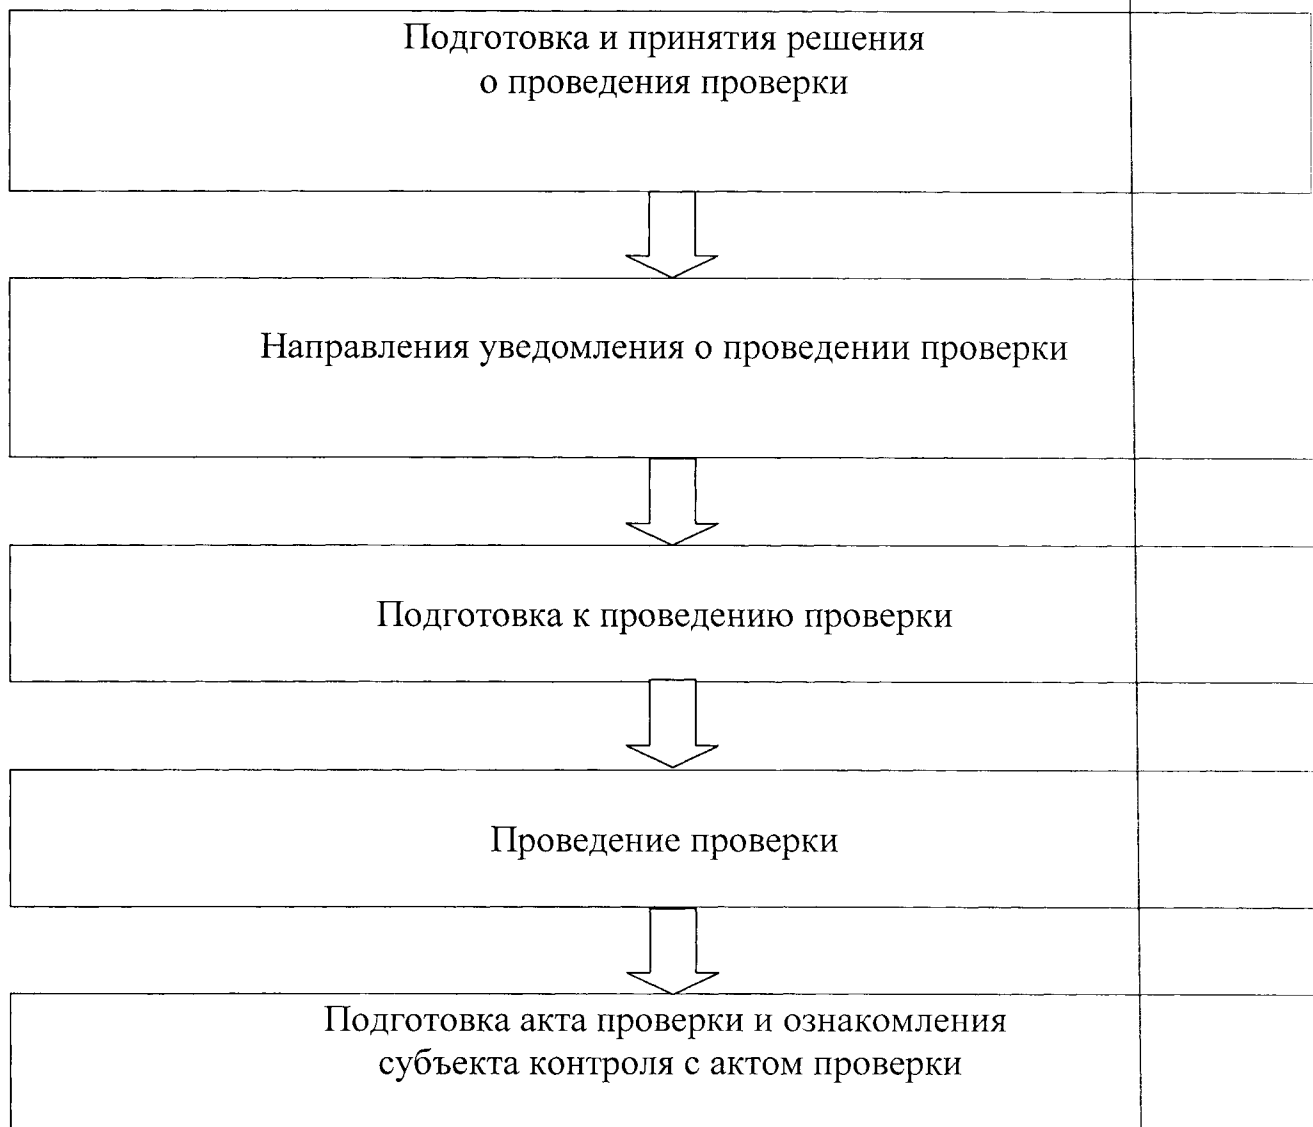 Подготовка и принятия решения
о проведения проверки
Направления уведомления о проведении проверки
Подготовка к проведению проверки
Проведение проверки
Подготовка акта проверки и ознакомления
субъекта контроля с актом проверки